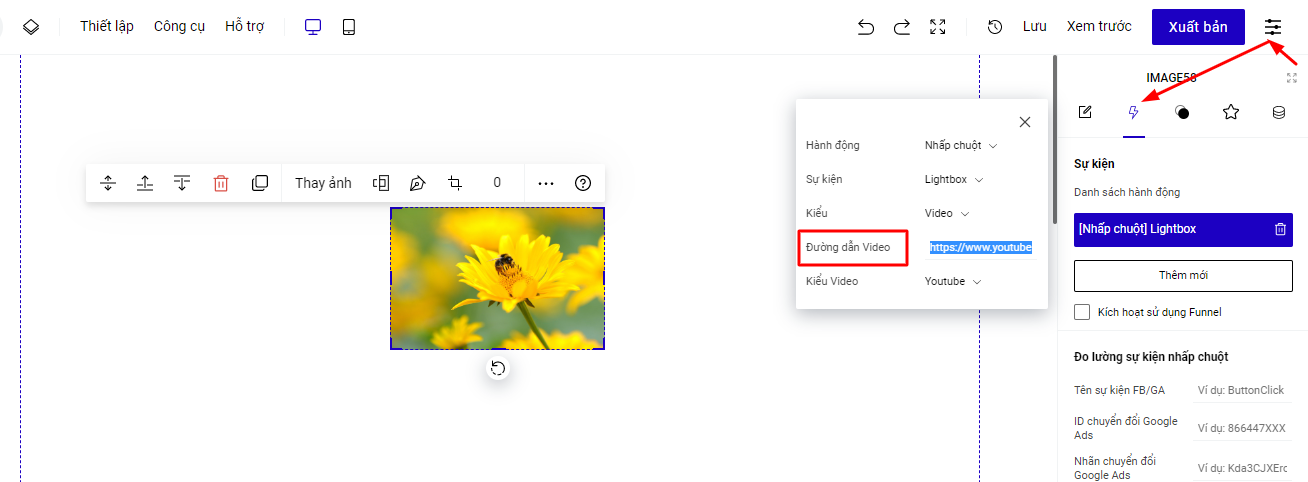 Thiết lập Công cụ Hỗ trợ Lưu Xem trước Xuất bản
IMAGE58
Hành động Nhấp chuột
Sự kiện Lightbox
Kiểu Video
Đường dẫn Video https://www.youtube
Kiểu Video Youtube
Thay ảnh 0
Sự kiện
Danh sách hành động
[Nhấp chuột] Lightbox
Thêm mới
Kích hoạt sử dụng Funnel
Đo lường sự kiện nhấp chuột
Tên sự kiện FB/GA Ví dụ: ButtonClick
ID chuyển đổi Google Ví dụ: 866447XXX
Ads
Nhãn chuyển đổi Ví dụ: Kda3CJXErc
Google Ads